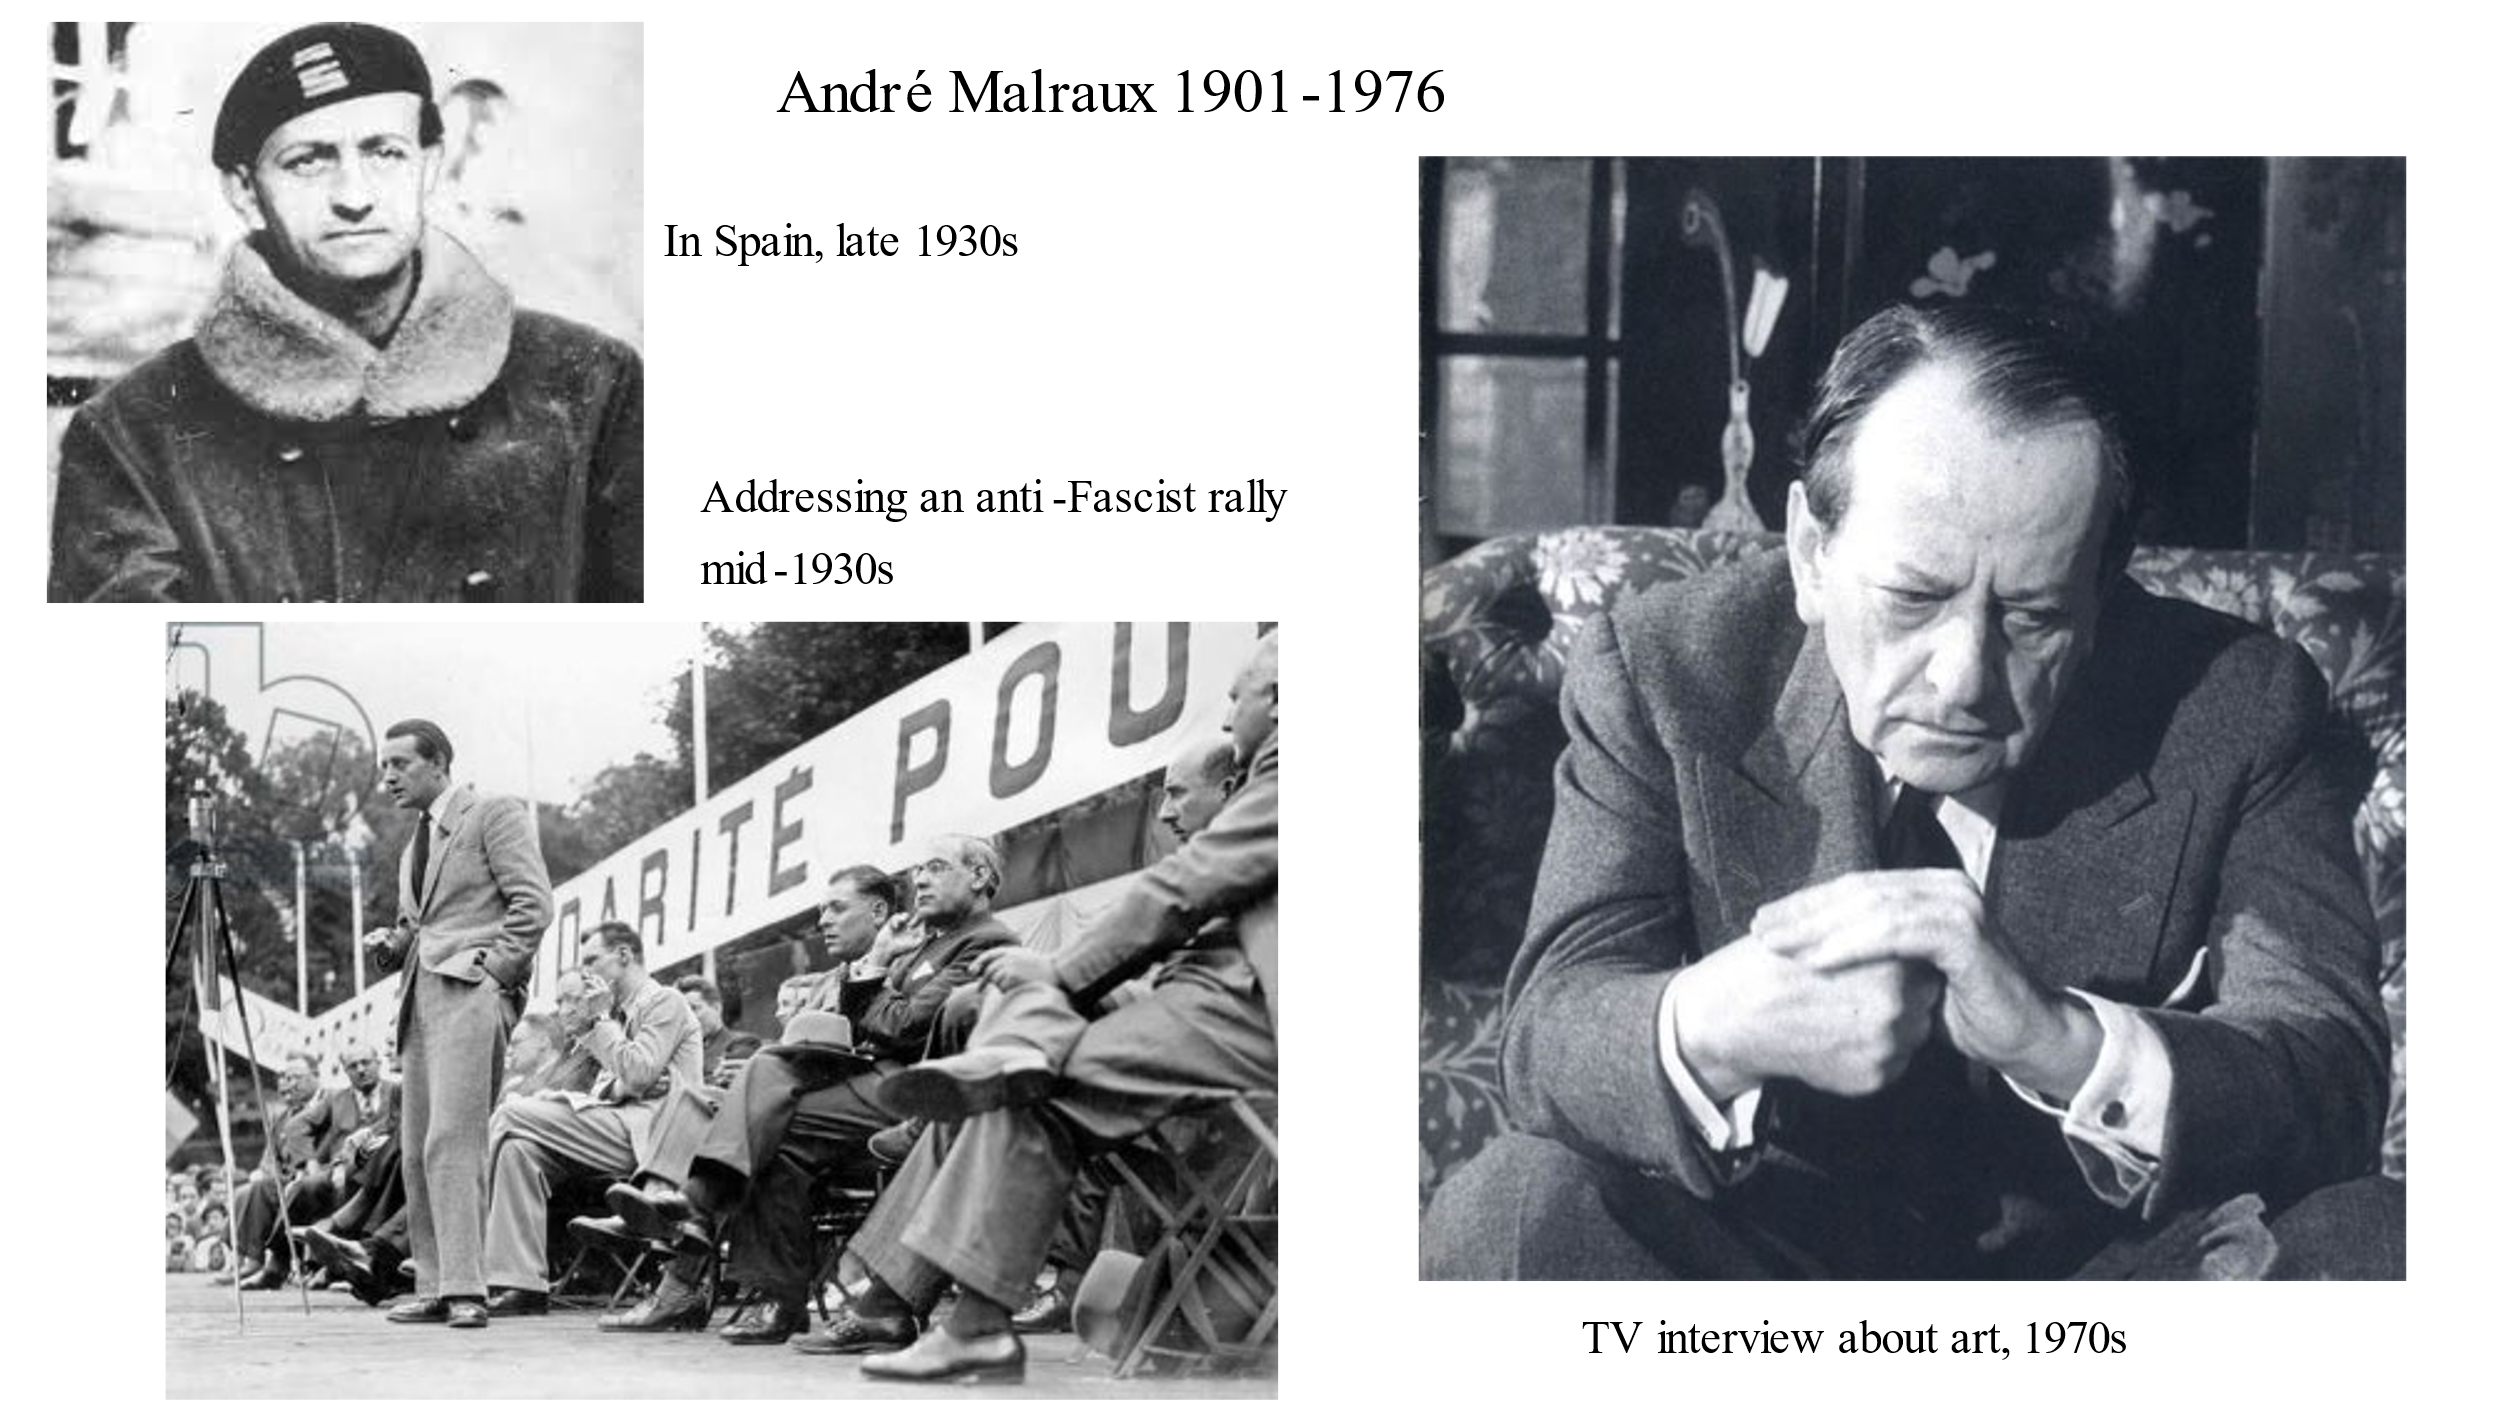 André Malraux 1901-1976
In Spain, late 1930s
Addressing an anti-Fascist rally
mid-1930s
DARITÉ POU
TV interview about art, 1970s